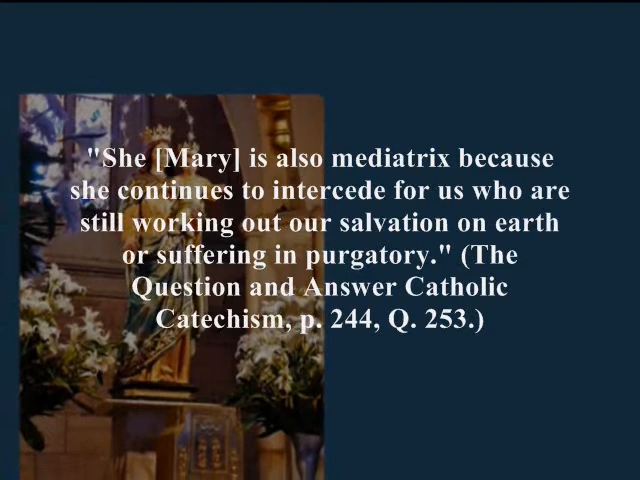 "She [Mary] is also mediatrix because
she continues to intercede for us who are
still working out our salvation on earth
or suffering in purgatory." (The
Question and Answer Catholic
Catechism, p. 244, Q. 253.)